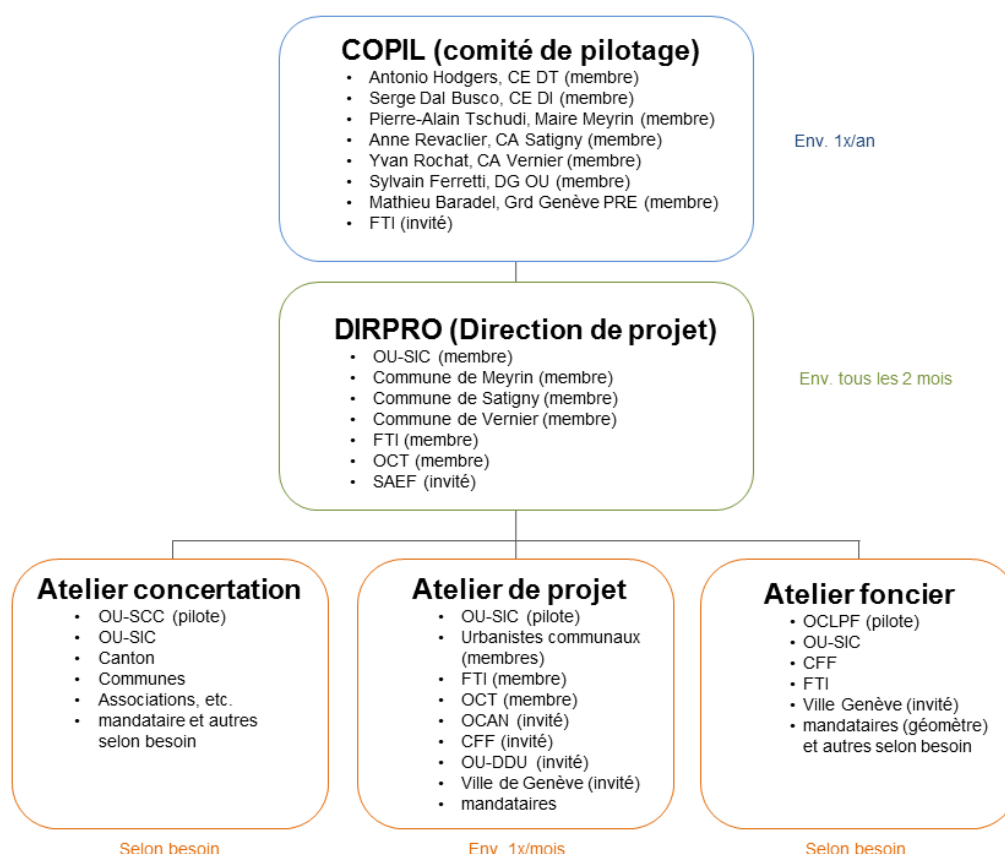 COPIL (comité de pilotage)
• Antonio Hodgers, CE DT (membre)
• Serge Dal Busco, CE DI (membre)
• Pierre-Alain Tschudi, Maire Meyrin (membre)
• Anne Revaclier, CA Satigny (membre)
• Yvan Rochat, CA Vernier (membre)
• Sylvain Ferretti, DG OU (membre)
• Mathieu Baradel, Grd Genève PRE (membre)
• FTI (invité)
Env. 1x/an
DIRPRO (Direction de projet)
• OU-SIC (membre)
• Commune de Meyrin (membre)
• Commune de Satigny (membre)
• Commune de Vernier (membre)
• FTI (membre)
• OCT (membre)
• SAEF (invité)
Env. tous les 2 mois
Atelier concertation
• OU-SCC (pilote)
• OU-SIC
• Canton
• Communes
• Associations, etc.
• mandataire et autres
selon besoin
Selon besoin
Atelier de projet
• OU-SIC (pilote)
• Urbanistes communaux
(membres)
• FTI (membre)
• OCT (membre)
• OCAN (invité)
• CFF (invité)
• OU-DDU (invité)
• Ville de Genève (invité)
• mandataires
Env. 1x/mois
Atelier foncier
• OCLPF (pilote)
• OU-SIC
• CFF
• FTI
• Ville Genève (invité)
• mandataires (géomètre)
et autres selon besoin
Selon besoin